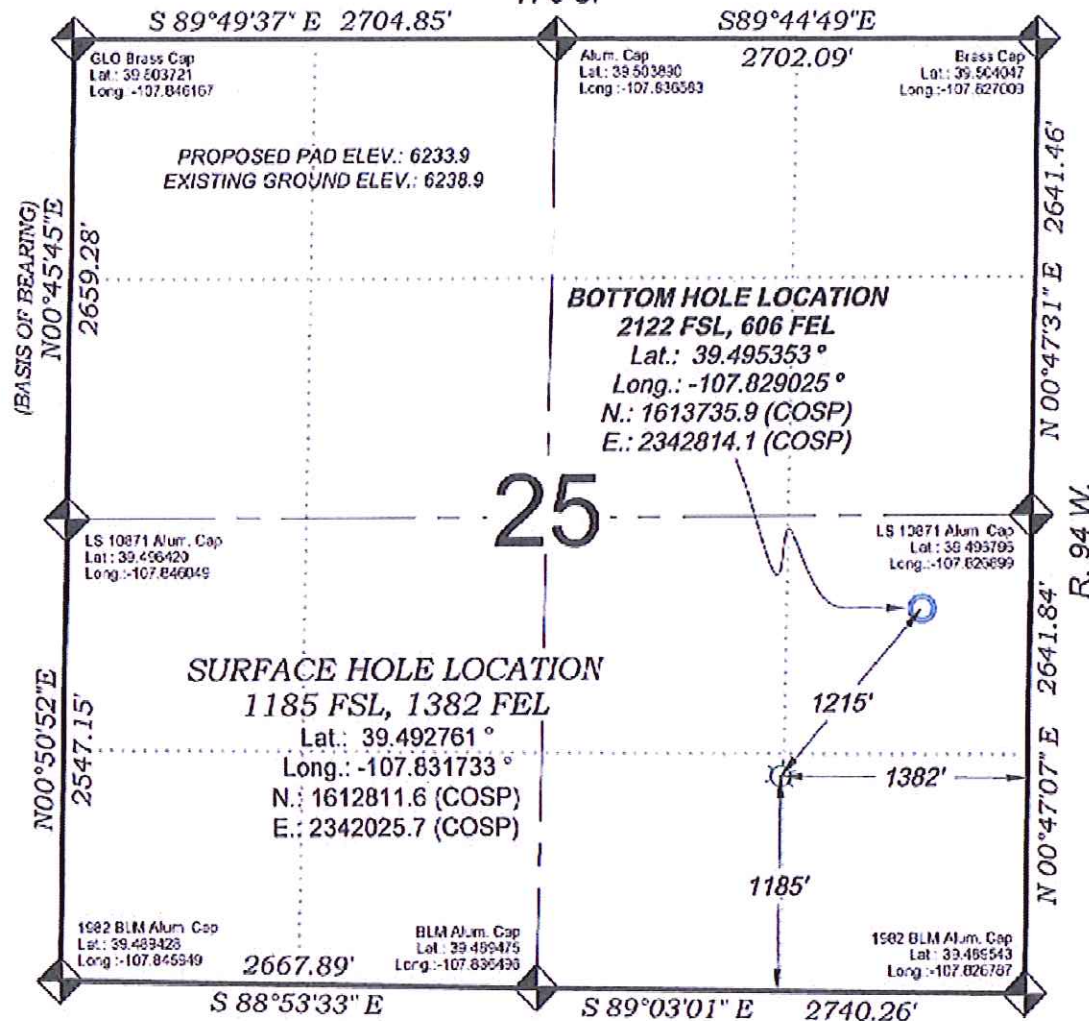 S 89°49'37" E 2704.85'
S89°44'49"E
2702.09'
GLO Brass Cap
Lat.: 39.503721
Long.:-107.846167
Alum. Cap
Lat.: 39.503890
Long.:-107.836583
Brass Cap
Lat.: 39.504047
Long.:-107.827009
PROPOSED PAD ELEV.: 6233.9
EXISTING GROUND ELEV.: 6238.9
(BASIS OF BEARING)
N00°45'45"E
2659.28'
N 00°47'31" E 2641.46'
BOTTOM HOLE LOCATION
2122 FSL, 606 FEL
Lat.: 39.495353 °
Long.: -107.829025 °
N.: 1613735.9 (COSP)
E.: 2342814.1 (COSP)
25
R. 94 W.
LS 10871 Alum. Cap
Lat.: 39.496420
Long.:-107.846049
LS 10871 Alum. Cap
Lat.: 39.496796
Long.:-107.826899
SURFACE HOLE LOCATION
1185 FSL, 1382 FEL
Lat.: 39.492761 °
Long.: -107.831733 °
N.: 1612811.6 (COSP)
E.: 2342025.7 (COSP)
1215'
1382'
1185'
N00°50'52"E
2547.15'
N 00°47'07" E 2641.84'
1982 BLM Alum. Cap
Lat.: 39.489428
Long.:-107.845949
BLM Alum. Cap
Lat.: 39.489475
Long.:-107.836496
1982 BLM Alum. Cap
Lat.: 39.489543
Long.:-107.826787
2667.89'
S 88°53'33" E
S 89°03'01" E 2740.26'